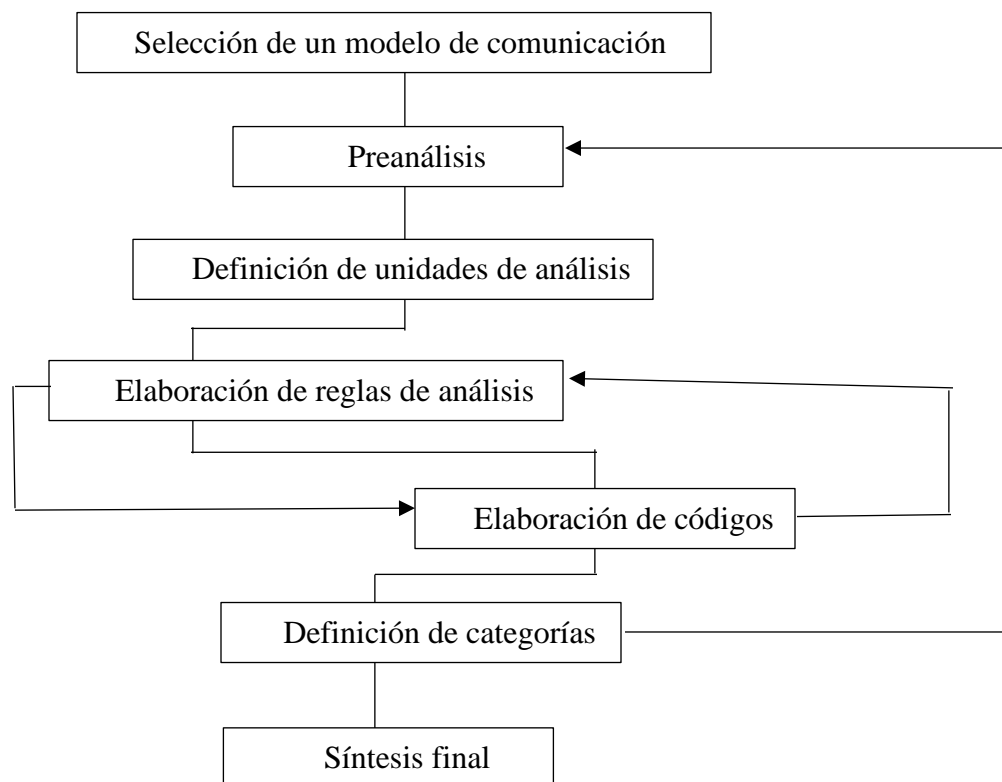 Selección de un modelo de comunicación
Preanálisis
Definición de unidades de análisis
Elaboración de reglas de análisis
Elaboración de códigos
Definición de categorías
Síntesis final